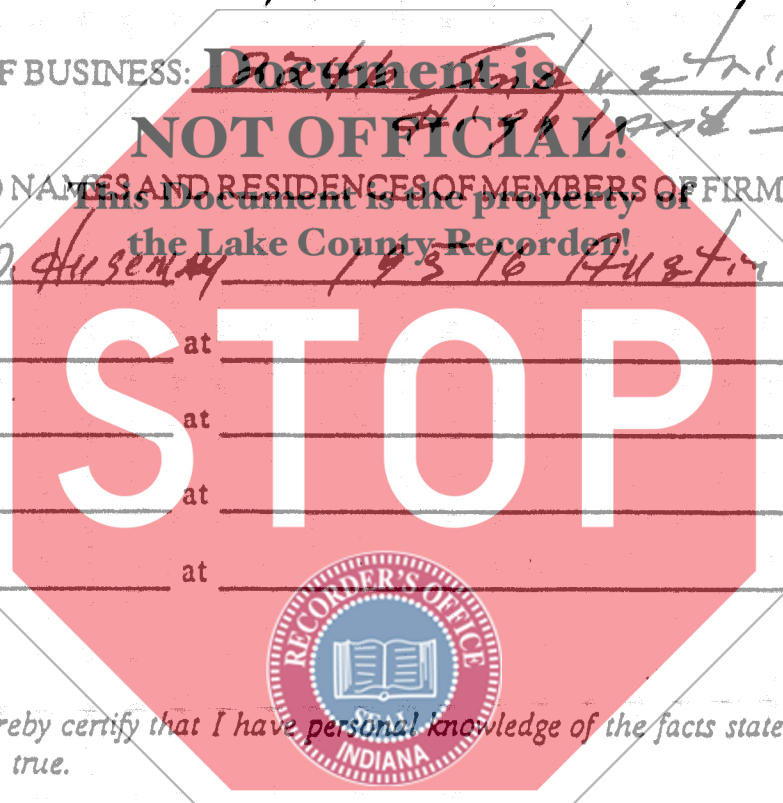 F BUSINESS:
Document is
NOT OFFICIAL!
NAMES AND RESIDENCES OF MEMBERS OF FIRM
This Document is the property of
the Lake County Recorder!
Austin
at
at
at
at
STOP
RECORDER'S OFFICE
INDIANA
reby certify that I have personal knowledge of the facts state
true.